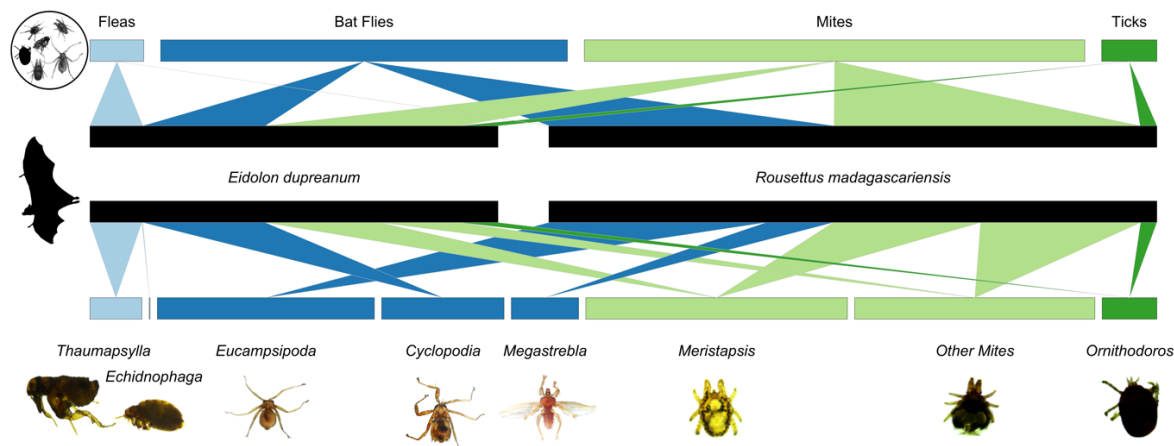 Fleas Bat Flies Mites Ticks
Eidolon dupreanum Rousettus madagascariensis
Thaumapsylla Eucampsipoda Cyclopodia Megastrebla Meristapsis Other Mites Ornithodoros
Echidnophaga